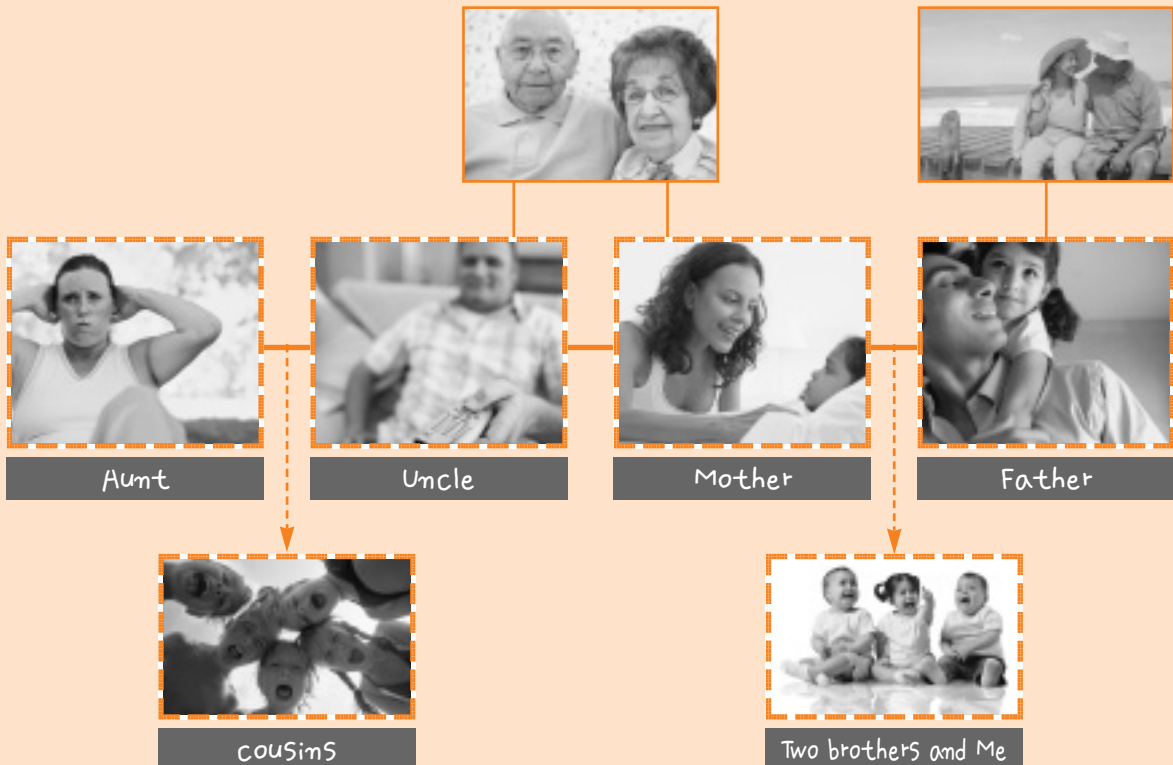 Aunt
Uncle
Mother
Father
cousins
Two brothers and Me